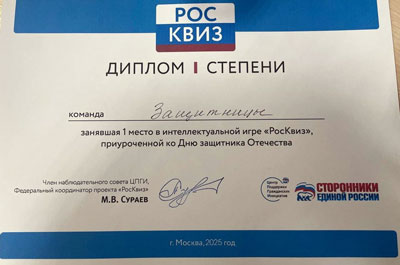 РОС
КВИЗ
ДИПЛОМ I СТЕПЕНИ
команда Защитники
занявшая 1 место в интеллектуальной игре «РосКвиз»,
приуроченной ко Дню защитника Отечества
Член наблюдательного совета ЦПГИ,
Федеральный координатор проекта «РосКвиз»
М.В. Сураев
Центр
Поддержки
Гражданских
Инициатив
СТОРОННИКИ
ЕДИНОЙ РОССИИ
г. Москва, 2025 год